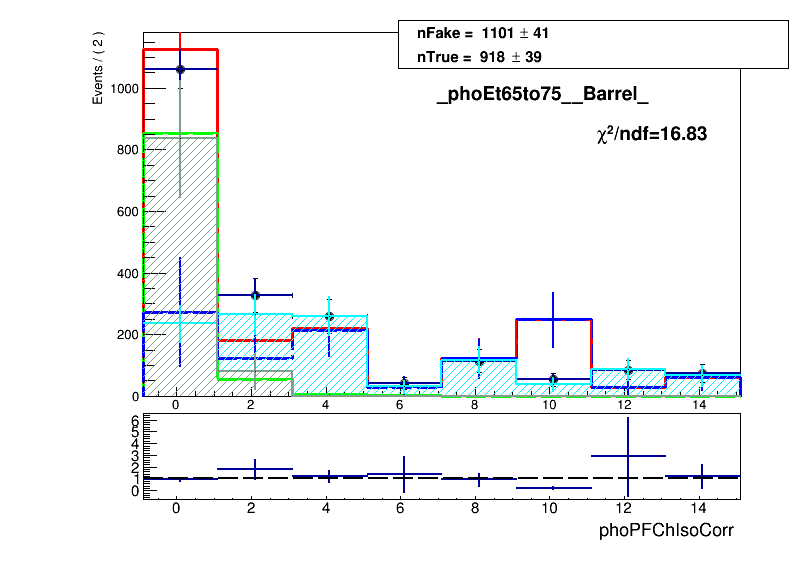 nFake = 1101 ± 41
nTrue = 918 ± 39
_phoEt65to75__Barrel_
χ²/ndf=16.83
Events / ( 2 )
1000
800
600
400
200
0
0 2 4 6 8 10 12 14
6
5
4
3
2
1
0
0 2 4 6 8 10 12 14
phoPFChIsoCorr